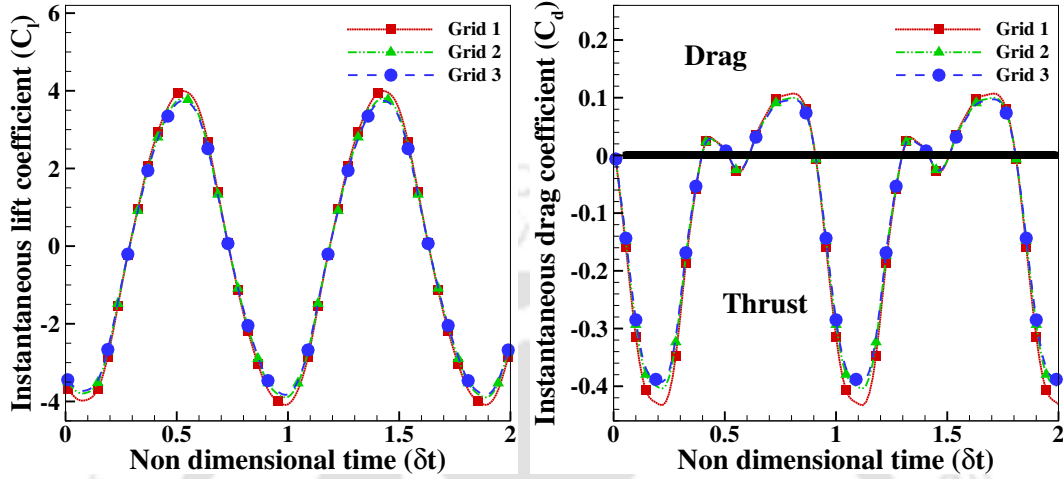 Instantaneous lift coefficient (Cl)
6
4
2
0
-2
-4
0
0.5
1
1.5
2
Non dimensional time (δt)
Grid 1
Grid 2
Grid 3
Instantaneous drag coefficient (Cd)
0.2
0.1
0
-0.1
-0.2
-0.3
-0.4
0
0.5
1
1.5
2
Non dimensional time (δt)
Drag
Thrust
Grid 1
Grid 2
Grid 3